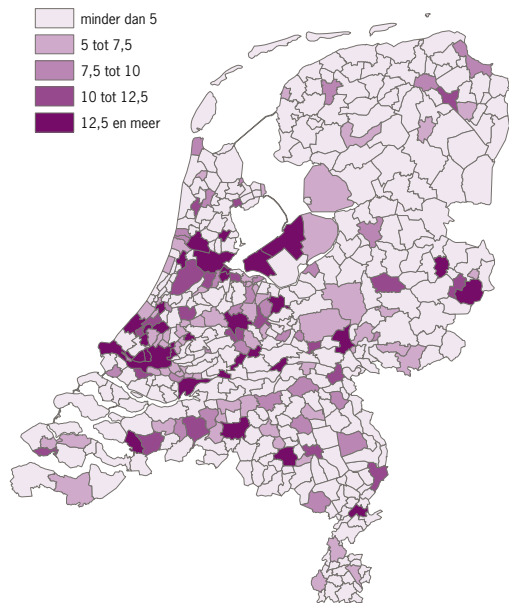 minder dan 5
5 tot 7,5
7,5 tot 10
10 tot 12,5
12,5 en meer